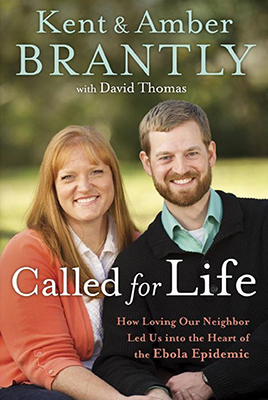 Kent & Amber
BRANTLY
with David Thomas
Called for Life
How Loving Our Neighbor
Led Us into the Heart of
the Ebola Epidemic